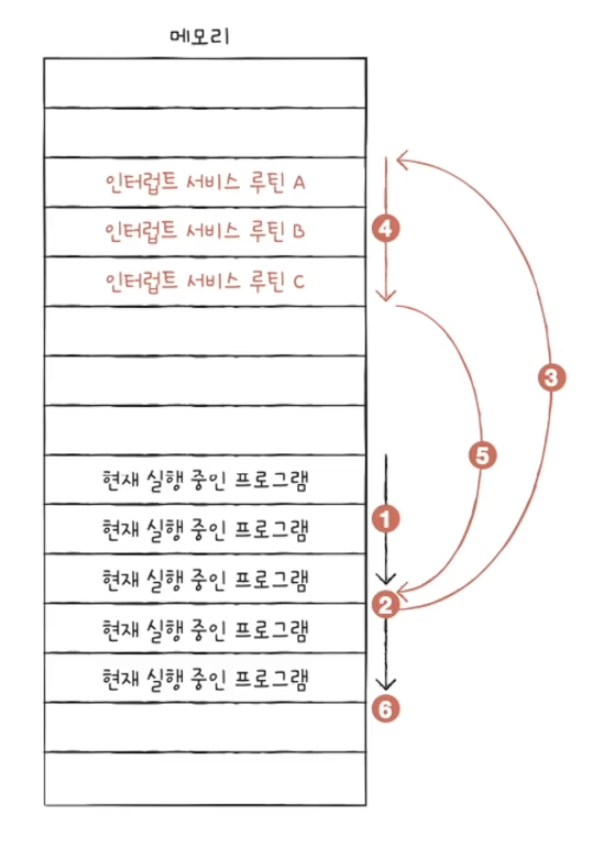 메모리
인터럽트 서비스 루틴 A
인터럽트 서비스 루틴 B
4
인터럽트 서비스 루틴 C
3
5
현재 실행 중인 프로그램
현재 실행 중인 프로그램
1
현재 실행 중인 프로그램
2
현재 실행 중인 프로그램
현재 실행 중인 프로그램
6